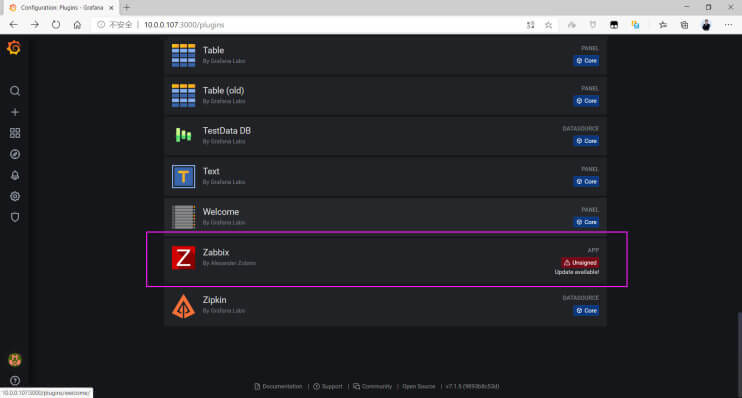 Configuration: Plugins - Grafana
不安全 | 10.0.0.107:3000/plugins
Table
By Grafana Labs
PANEL
Core
Table (old)
By Grafana Labs
PANEL
Core
TestData DB
By Grafana Labs
DATASOURCE
Core
Text
By Grafana Labs
PANEL
Core
Welcome
By Grafana Labs
PANEL
Core
Zabbix
By Alexander Zobnin
APP
Unsigned
Update available!
Zipkin
By Grafana Labs
DATASOURCE
Core
Documentation | Support | Community | Open Source | v7.1.5 (9893b8c53d)
10.0.0.107:3000/plugins/welcome/